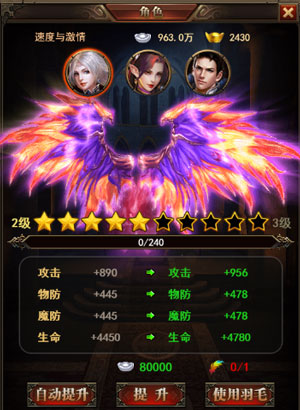 角色
速度与激情 963.0万 2430
2级 3级
0/240
攻击 +890 攻击 +956
物防 +445 物防 +478
魔防 +445 魔防 +478
生命 +4450 生命 +4780
80000 0/1
自动提升 提 升 使用羽毛